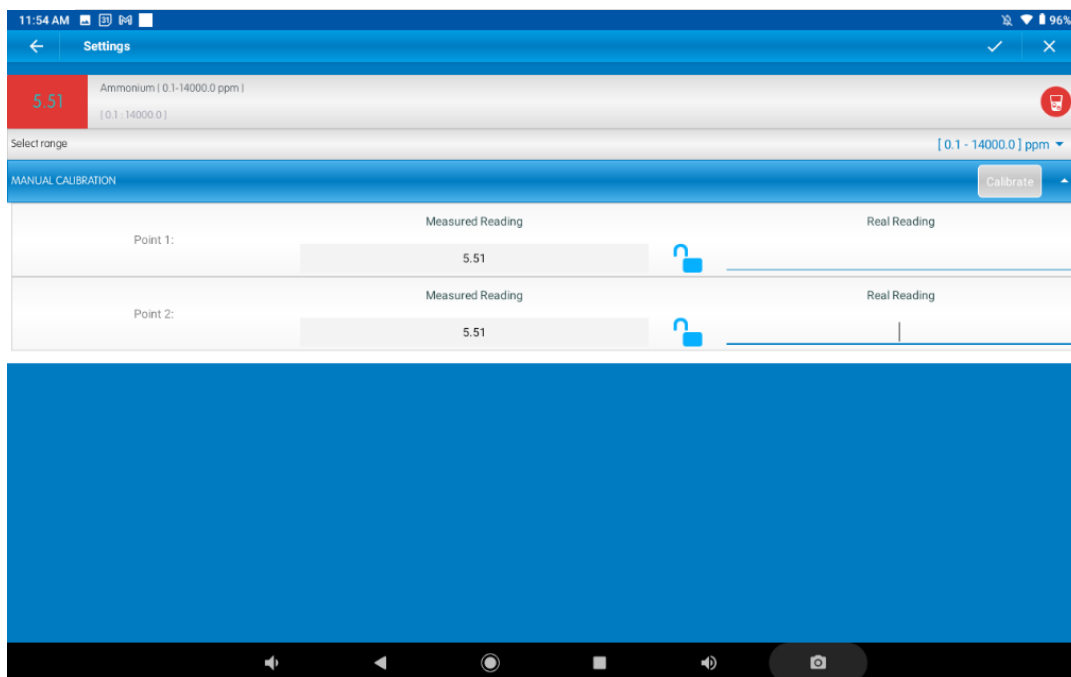 11:54 AM 31 96%
Settings
5.51
Ammonium ( 0.1-14000.0 ppm )
[ 0.1 : 14000.0 ]
Select range
[ 0.1 - 14000.0 ] ppm
MANUAL CALIBRATION
Calibrate
Point 1:
Measured Reading
Real Reading
5.51
Point 2:
Measured Reading
Real Reading
5.51